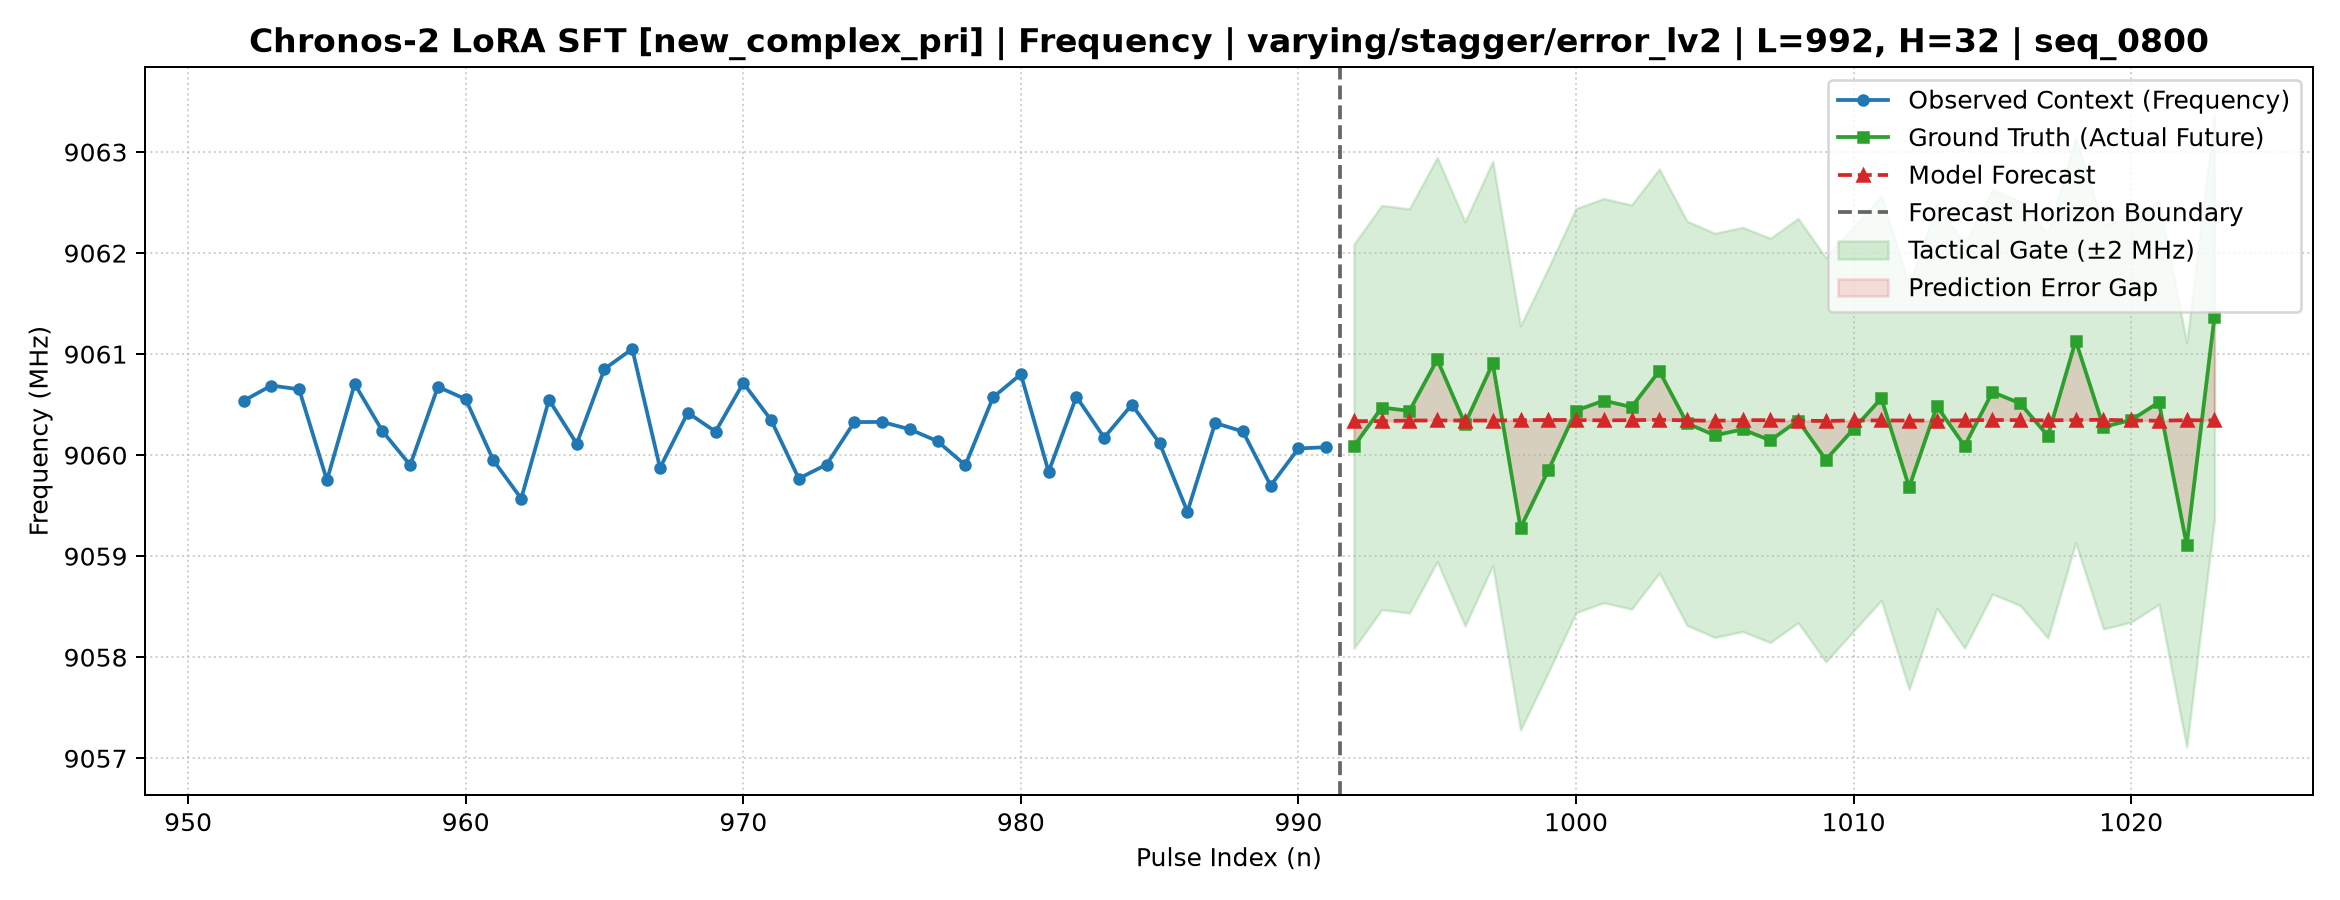 Chronos-2 LoRA SFT [new_complex_pri] | Frequency | varying/stagger/error_lv2 | L=992, H=32 | seq_0800
Observed Context (Frequency)
Ground Truth (Actual Future)
Model Forecast
Forecast Horizon Boundary
Tactical Gate (±2 MHz)
Prediction Error Gap
Frequency (MHz)
9063
9062
9061
9060
9059
9058
9057
950 960 970 980 990 1000 1010 1020
Pulse Index (n)